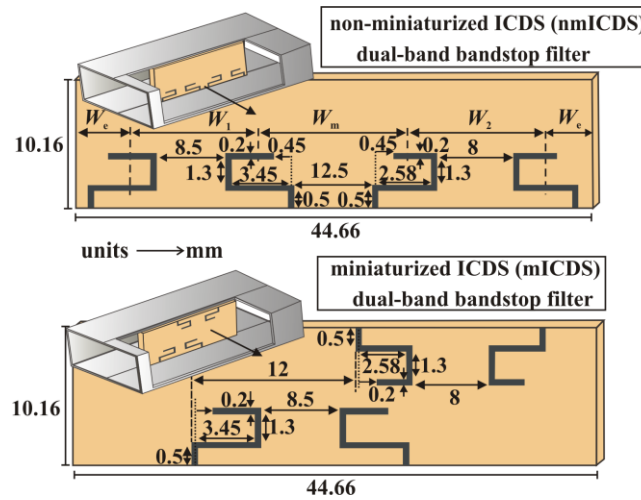 non-miniaturized ICDS (nmICDS)
dual-band bandstop filter
10.16
We W1 Wm W2 We
8.5 0.2 0.45 0.45 0.2 8
1.3 3.45 12.5 2.58 1.3
0.5 0.5
44.66
units mm
miniaturized ICDS (mICDS)
dual-band bandstop filter
10.16
0.5 2.58 1.3
12 0.2 8
8.5
3.45 1.3
0.2
0.5
44.66